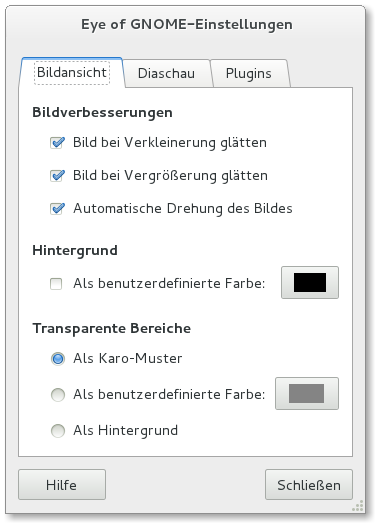 Eye of GNOME-Einstellungen
Bildansicht Diaschau Plugins
Bildverbesserungen
Bild bei Verkleinerung glätten
Bild bei Vergrößerung glätten
Automatische Drehung des Bildes
Hintergrund
Als benutzerdefinierte Farbe:
Transparente Bereiche
Als Karo-Muster
Als benutzerdefinierte Farbe:
Als Hintergrund
Hilfe Schließen